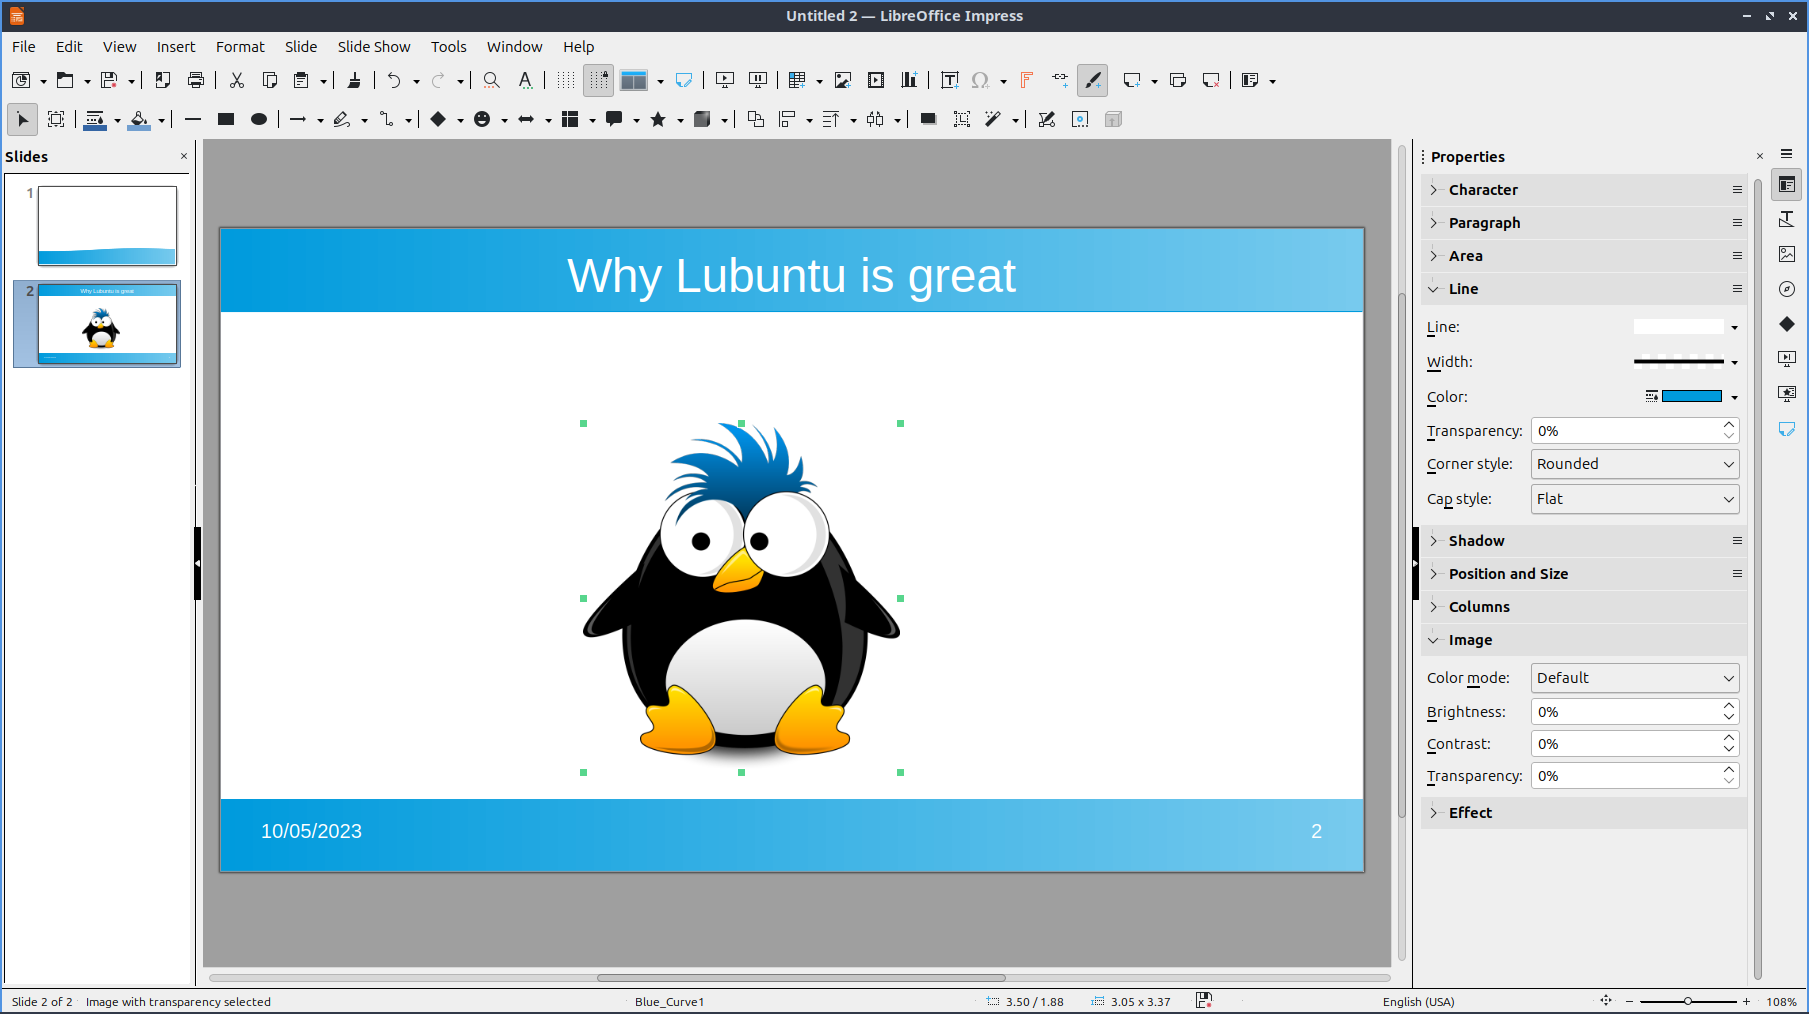 Untitled 2 — LibreOffice Impress
File Edit View Insert Format Slide Slide Show Tools Window Help
Slides
1
2
Why Lubuntu is great
Why Lubuntu is great
10/05/2023
2
Properties
Character
Paragraph
Area
Line
Line:
Width:
Color:
Transparency: 0%
Corner style: Rounded
Cap style: Flat
Shadow
Position and Size
Columns
Image
Color mode: Default
Brightness: 0%
Contrast: 0%
Transparency: 0%
Effect
Slide 2 of 2 Image with transparency selected Blue_Curve1 3.50 / 1.88 3.05 x 3.37 English (USA) 108%